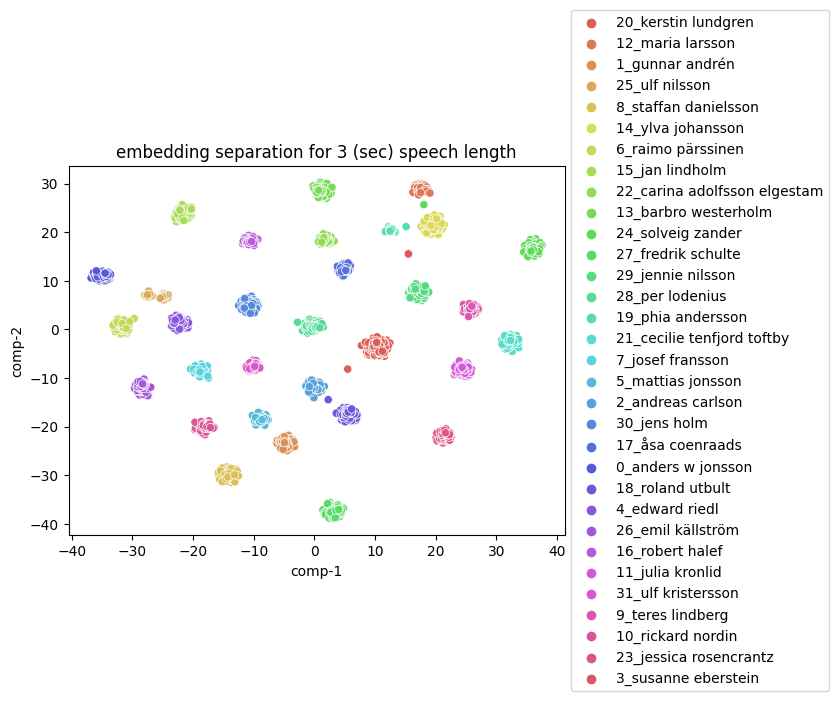 embedding separation for 3 (sec) speech length
30
20
10
0
−10
−20
−30
−40
comp-2
−40 −30 −20 −10 0 10 20 30 40
comp-1
20_kerstin lundgren
12_maria larsson
1_gunnar andrén
25_ulf nilsson
8_staffan danielsson
14_ylva johansson
6_raimo pärssinen
15_jan lindholm
22_carina adolfsson elgestam
13_barbro westerholm
24_solveig zander
27_fredrik schulte
29_jennie nilsson
28_per lodenius
19_phia andersson
21_cecilie tenfjord toftby
7_josef fransson
5_mattias jonsson
2_andreas carlson
30_jens holm
17_åsa coenraads
0_anders w jonsson
18_roland utbult
4_edward riedl
26_emil källström
16_robert halef
11_julia kronlid
31_ulf kristersson
9_teres lindberg
10_rickard nordin
23_jessica rosencrantz
3_susanne eberstein